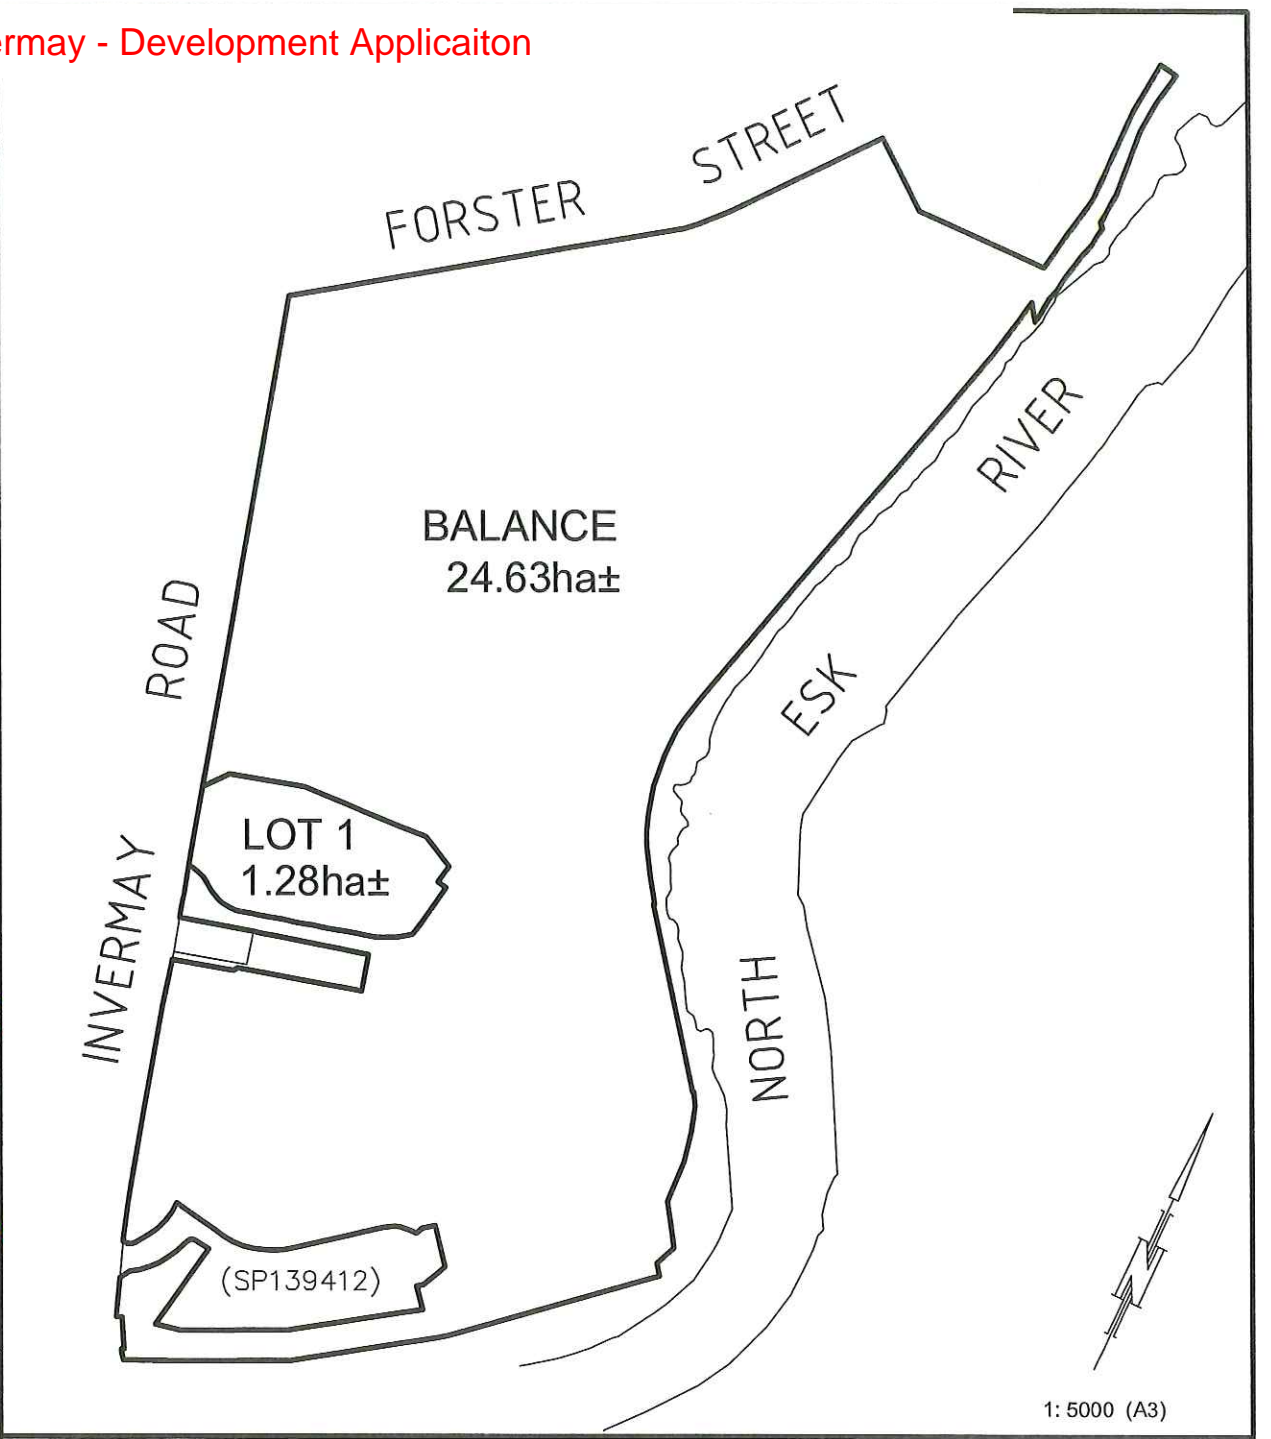 ermay - Development Applicaiton
FORSTER STREET
BALANCE
24.63ha±
RIVER
ROAD
ESK
LOT 1
1.28ha±
INVERMAY
NORTH
(SP139412)
N
1: 5000 (A3)